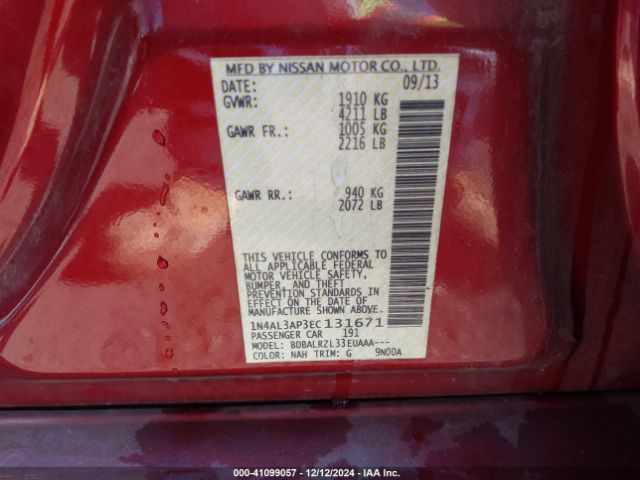 MFD BY NISSAN MOTOR CO., LTD.
DATE: 09/13
GVWR: 1910 KG
4211 LB
GAWR FR.: 1005 KG
2216 LB
GAWR RR.: 940 KG
2072 LB
THIS VEHICLE CONFORMS TO
ALL APPLICABLE FEDERAL
MOTOR VEHICLE SAFETY,
BUMPER, AND THEFT
PREVENTION STANDARDS IN
EFFECT ON THE DATE OF
MANUFACTURE SHOWN ABOVE.
1N4AL3AP3EC131671
PASSENGER CAR 191
MODEL: BDBALRZL33EUAAA---
COLOR: NAH TRIM: G 9N00A
000-41099057 - 12/12/2024 - IAA Inc.